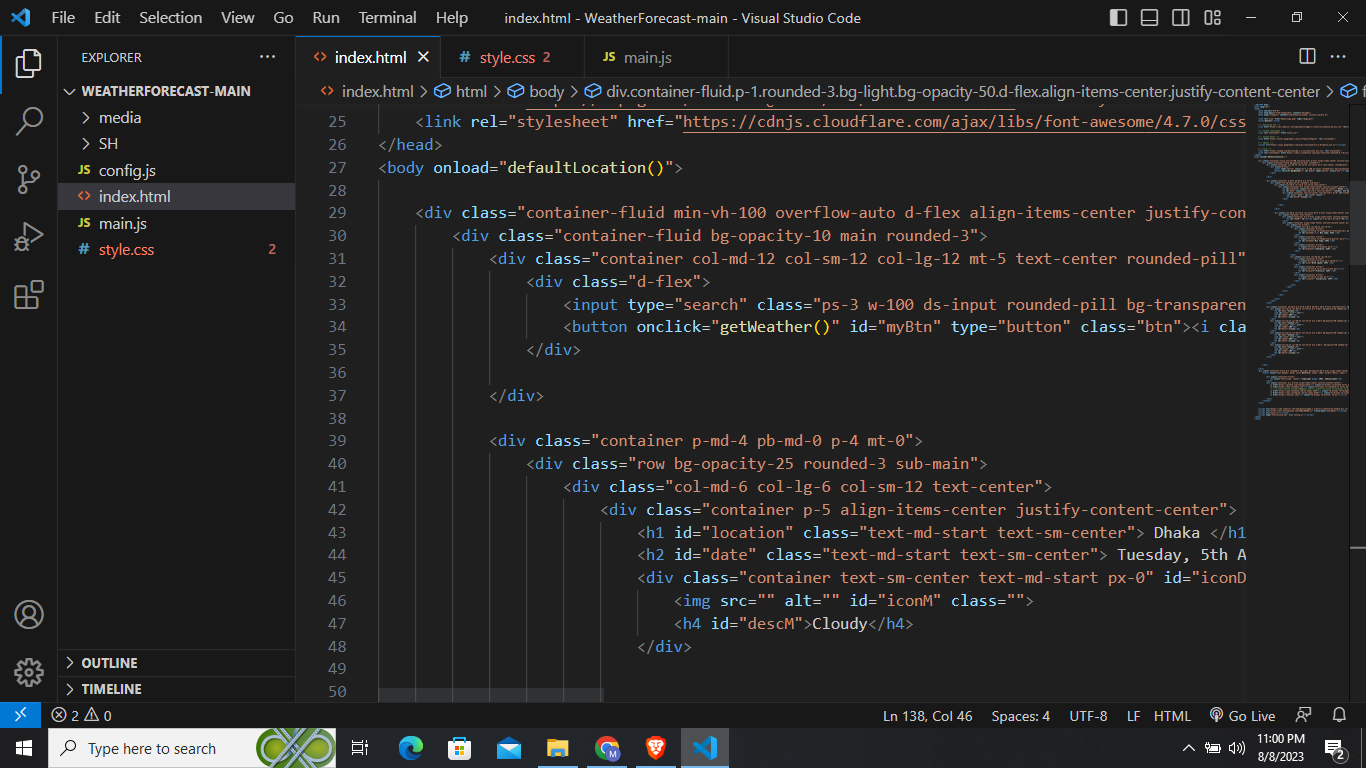 File Edit Selection View Go Run Terminal Help index.html - WeatherForecast-main - Visual Studio Code
EXPLORER
WEATHERFORECAST-MAIN
media
SH
JS config.js
index.html
JS main.js
# style.css 2
OUTLINE
TIMELINE
<> index.html # style.css 2 JS main.js
<> index.html > html > body > div.container-fluid.p-1.rounded-3.bg-light.bg-opacity-50.d-flex.align-items-center.justify-content-center > f
25 <link rel="stylesheet" href="https://cdnjs.cloudflare.com/ajax/libs/font-awesome/4.7.0/css
26 </head>
27 <body onload="defaultLocation()">
28
29 <div class="container-fluid min-vh-100 overflow-auto d-flex align-items-center justify-con
30 <div class="container-fluid bg-opacity-10 main rounded-3">
31 <div class="container col-md-12 col-sm-12 col-lg-12 mt-5 text-center rounded-pill"
32 <div class="d-flex">
33 <input type="search" class="ps-3 w-100 ds-input rounded-pill bg-transparen
34 <button onclick="getWeather()" id="myBtn" type="button" class="btn"><i cla
35 </div>
36
37 </div>
38
39 <div class="container p-md-4 pb-md-0 p-4 mt-0">
40 <div class="row bg-opacity-25 rounded-3 sub-main">
41 <div class="col-md-6 col-lg-6 col-sm-12 text-center">
42 <div class="container p-5 align-items-center justify-content-center">
43 <h1 id="location" class="text-md-start text-sm-center"> Dhaka </h1
44 <h2 id="date" class="text-md-start text-sm-center"> Tuesday, 5th A
45 <div class="container text-sm-center text-md-start px-0" id="iconD
46 <img src="" alt="" id="iconM" class="">
47 <h4 id="descM">Cloudy</h4>
48 </div>
49
50
2 0 Ln 138, Col 46 Spaces: 4 UTF-8 LF HTML Go Live
Type here to search
11:00 PM
8/8/2023
2